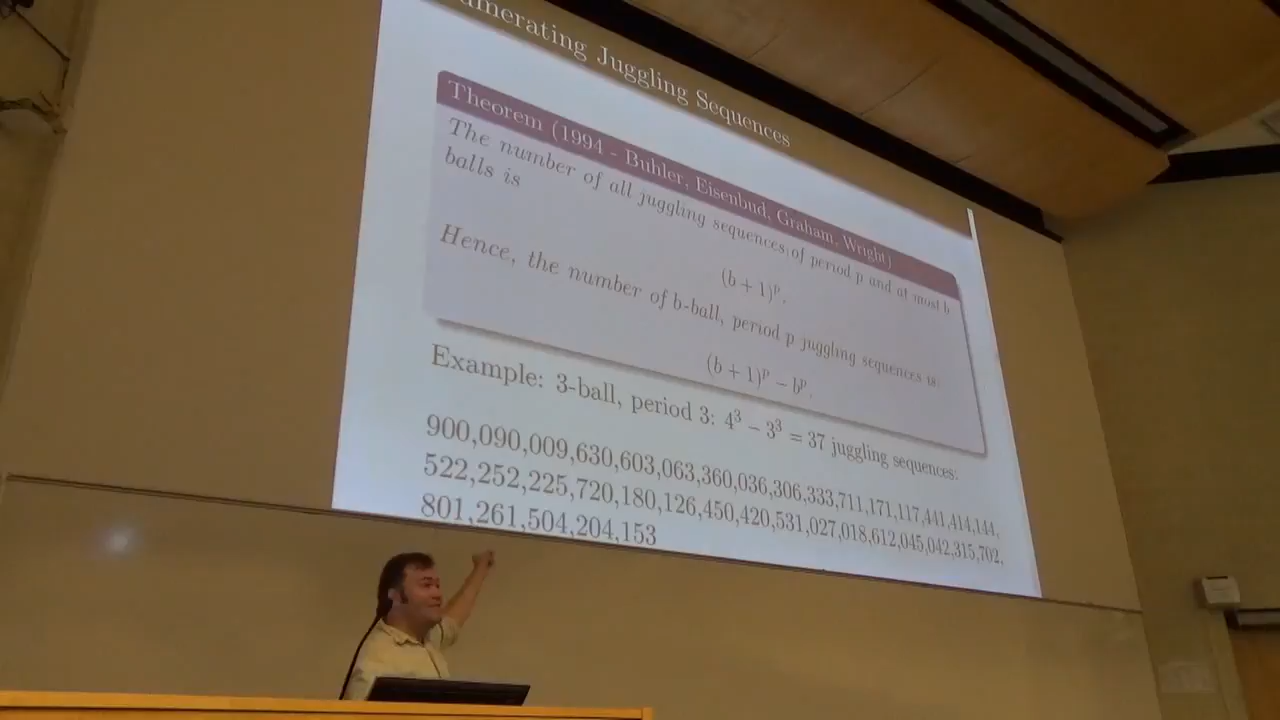 umerating Juggling Sequences
Theorem (1994 - Buhler, Eisenbud, Graham, Wright)
The number of all juggling sequences of period p and at most b
balls is
(b + 1)^p.
Hence, the number of b-ball, period p juggling sequences is:
(b + 1)^p − b^p.
Example: 3-ball, period 3: 4^3 − 3^3 = 37 juggling sequences:
900,090,009,630,603,063,360,036,306,333,711,171,117,441,414,144,
522,252,225,720,180,126,450,420,531,027,018,612,045,042,315,702,
801,261,504,204,153